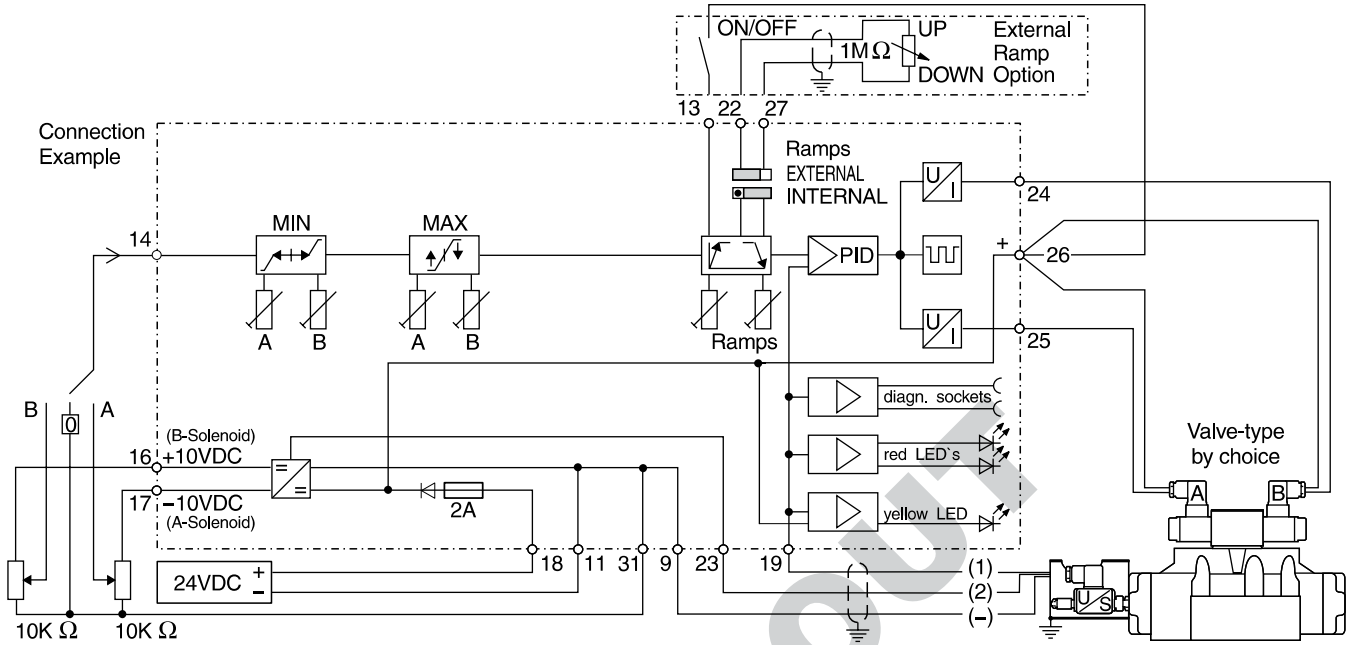 ON/OFF
UP
External
1M Ω
Ramp
DOWN
Option
13 22 27
Connection
Example
Ramps
EXTERNAL
INTERNAL
U
I
24
MIN
MAX
14
PID
+
26
A B
A B
Ramps
U
I
25
B
0
A
diagn. sockets
(B-Solenoid)
16 +10VDC
=
=
red LED`s
Valve-type
by choice
17 –10VDC
(A-Solenoid)
2A
yellow LED
A
B
24VDC
+
–
18 11 31 9 23 19
(1)
(2)
(–)
U
S
10K Ω 10K Ω
OUT